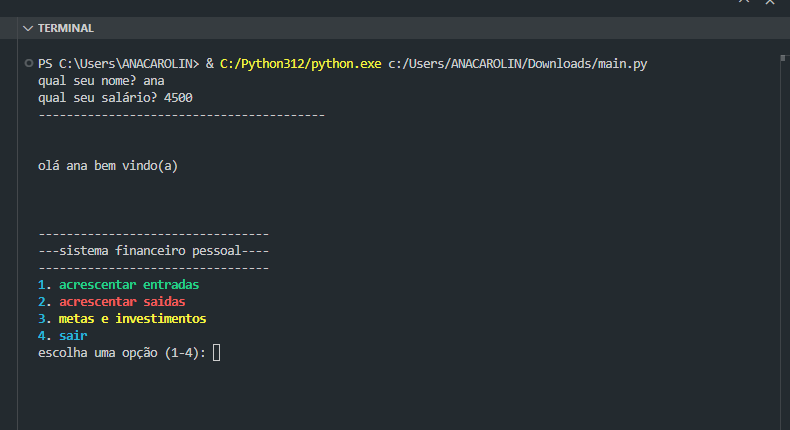 TERMINAL
PS C:\Users\ANACAROLIN> & C:/Python312/python.exe c:/Users/ANACAROLIN/Downloads/main.py
qual seu nome? ana
qual seu salário? 4500
-----------------------------------------
olá ana bem vindo(a)
---------------------------------
---sistema financeiro pessoal----
---------------------------------
1. acrescentar entradas
2. acrescentar saidas
3. metas e investimentos
4. sair
escolha uma opção (1-4):